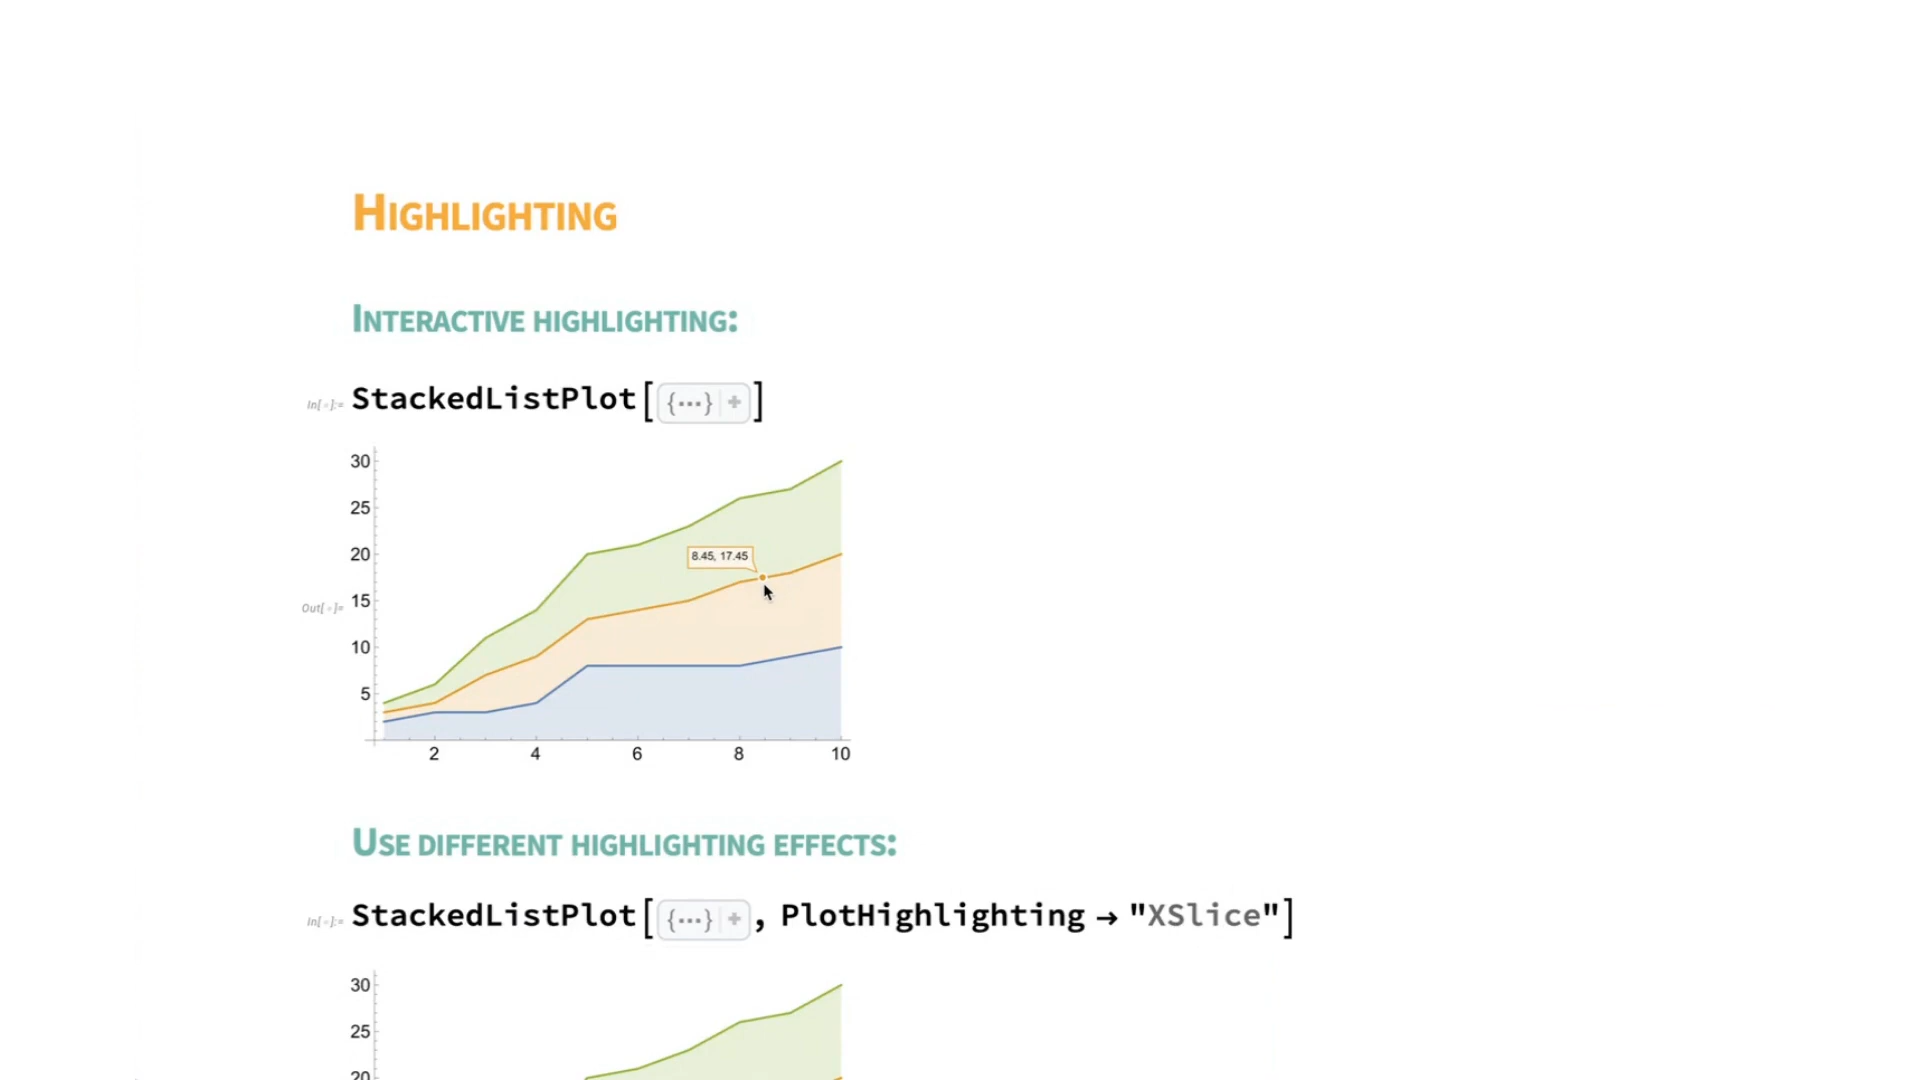 HIGHLIGHTING
INTERACTIVE HIGHLIGHTING:
In[◦]:= StackedListPlot[{⋯} +]
30
25
20
8.45, 17.45
Out[◦]= 15
10
5
2 4 6 8 10
USE DIFFERENT HIGHLIGHTING EFFECTS:
In[◦]:= StackedListPlot[{⋯} +, PlotHighlighting → "XSlice"]
30
25
20